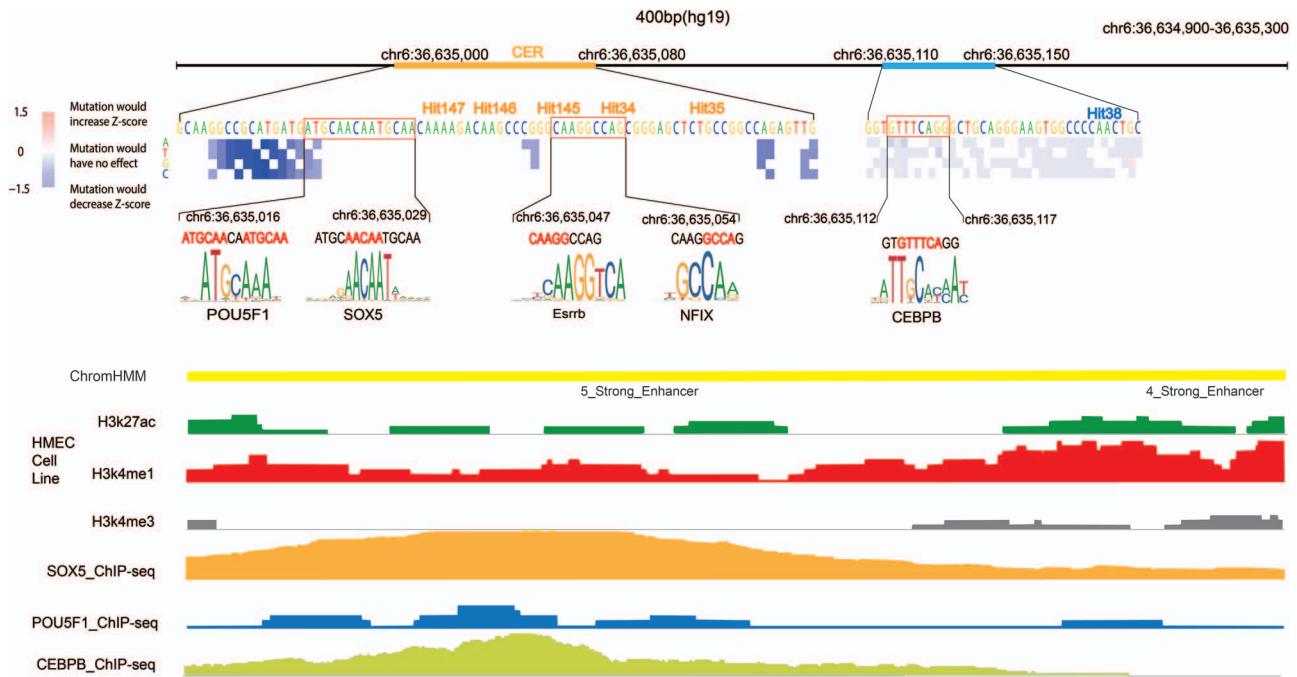 400bp(hg19)
chr6:36,634,900-36,635,300
chr6:36,635,000 CER chr6:36,635,080 chr6:36,635,110 chr6:36,635,150
1.5
0
−1.5
Mutation would
increase Z-score
Mutation would
have no effect
Mutation would
decrease Z-score
Hit147 Hit146 Hit145 Hit34 Hit35 Hit38
GCAAGGCCGCATGATGATGCAACAATGCAACAAAAGACAAGCCCGGGCAAGGCCAGCGGGAGCTCTGCCGGCCAGAGTTG GGTGTTTCAGGGCTGCAGGGAAGTGGCCCCAACTGC
A
T
G
C
chr6:36,635,016 chr6:36,635,029 chr6:36,635,047 chr6:36,635,054 chr6:36,635,112 chr6:36,635,117
ATGCAACAATGCAA ATGCAACAATGCAA CAAGGCCAG CAAGGCCAG GTGTTTCAGG
POU5F1 SOX5 Esrrb NFIX CEBPB
ChromHMM
5_Strong_Enhancer 4_Strong_Enhancer
H3k27ac
HMEC
Cell
Line
H3k4me1
H3k4me3
SOX5_ChIP-seq
POU5F1_ChIP-seq
CEBPB_ChIP-seq